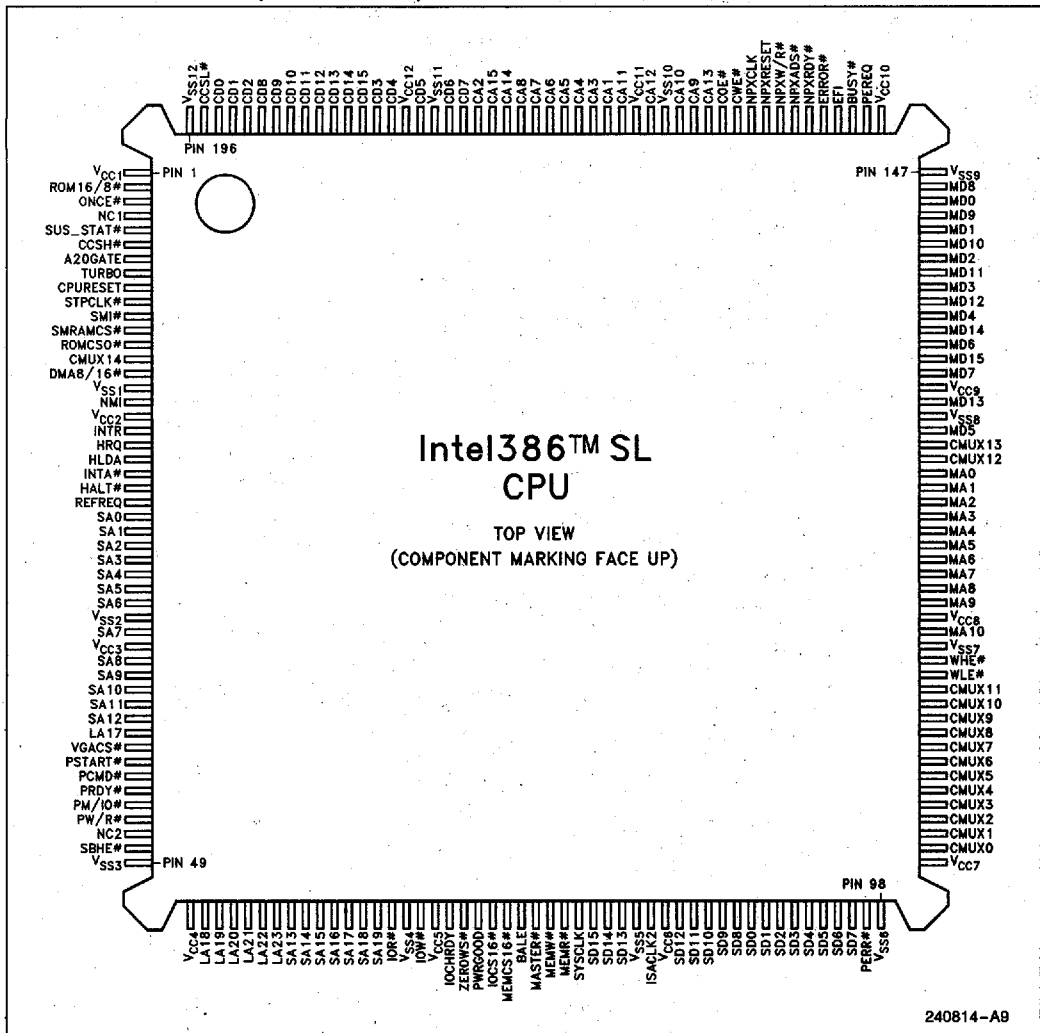 VSS12
CCSL#
CD0
CD1
CD2
CD8
CD9
CD10
CD11
CD12
CD13
CD14
CD15
CD3
CD4
VCC12
CD5
VSS11
CD6
CD7
CA2
CA15
CA14
CA8
CA7
CA6
CA5
CA4
CA3
CA1
CA11
VCC11
CA12
VSS10
CA10
CA9
CA13
COE#
CWE#
NPXCLK
NPXRESET
NPXW/R#
NPXADS#
NPXRDY#
ERROR#
EFI
BUSY#
PEREQ
VCC10
PIN 196
VCC1
ROM16/8#
ONCE#
NC1
SUS_STAT#
CCSH#
A20GATE
TURBO
CPURESET
STPCLK#
SMI#
SMRAMCS#
ROMCS0#
CMUX14
DMA8/16#
VSS1
NMI
VCC2
INTR
HRQ
HLDA
INTA#
HALT#
REFREQ
SA0
SA1
SA2
SA3
SA4
SA5
SA6
VSS2
SA7
VCC3
SA8
SA9
SA10
SA11
SA12
LA17
VGACS#
PSTART#
PCMD#
PRDY#
PM/IO#
PW/R#
NC2
SBHE#
VSS3
PIN 1
PIN 49
Intel386™ SL
CPU
TOP VIEW
(COMPONENT MARKING FACE UP)
PIN 147
PIN 98
VSS9
MD8
MD0
MD9
MD1
MD10
MD2
MD11
MD3
MD12
MD4
MD14
MD6
MD15
MD7
VCC9
MD13
VSS8
MD5
CMUX13
CMUX12
MA0
MA1
MA2
MA3
MA4
MA5
MA6
MA7
MA8
MA9
VCC8
MA10
VSS7
WHE#
WLE#
CMUX11
CMUX10
CMUX9
CMUX8
CMUX7
CMUX6
CMUX5
CMUX4
CMUX3
CMUX2
CMUX1
CMUX0
VCC7
VCC4
LA18
LA19
LA20
LA21
LA22
LA23
SA13
SA14
SA15
SA16
SA17
SA18
SA19
IOR#
VSS4
IOW#
VCC5
IOCHRDY
ZEROWS#
PWRGOOD
IOCS16#
MEMCS16#
BALE
MASTER#
MEMW#
MEMR#
SYSCLK
SD15
SD14
SD13
VSS5
ISACLK2
VCC6
SD12
SD11
SD10
SD9
SD8
SD0
SD1
SD2
SD3
SD4
SD5
SD6
SD7
PERR#
VSS6
240814-A9